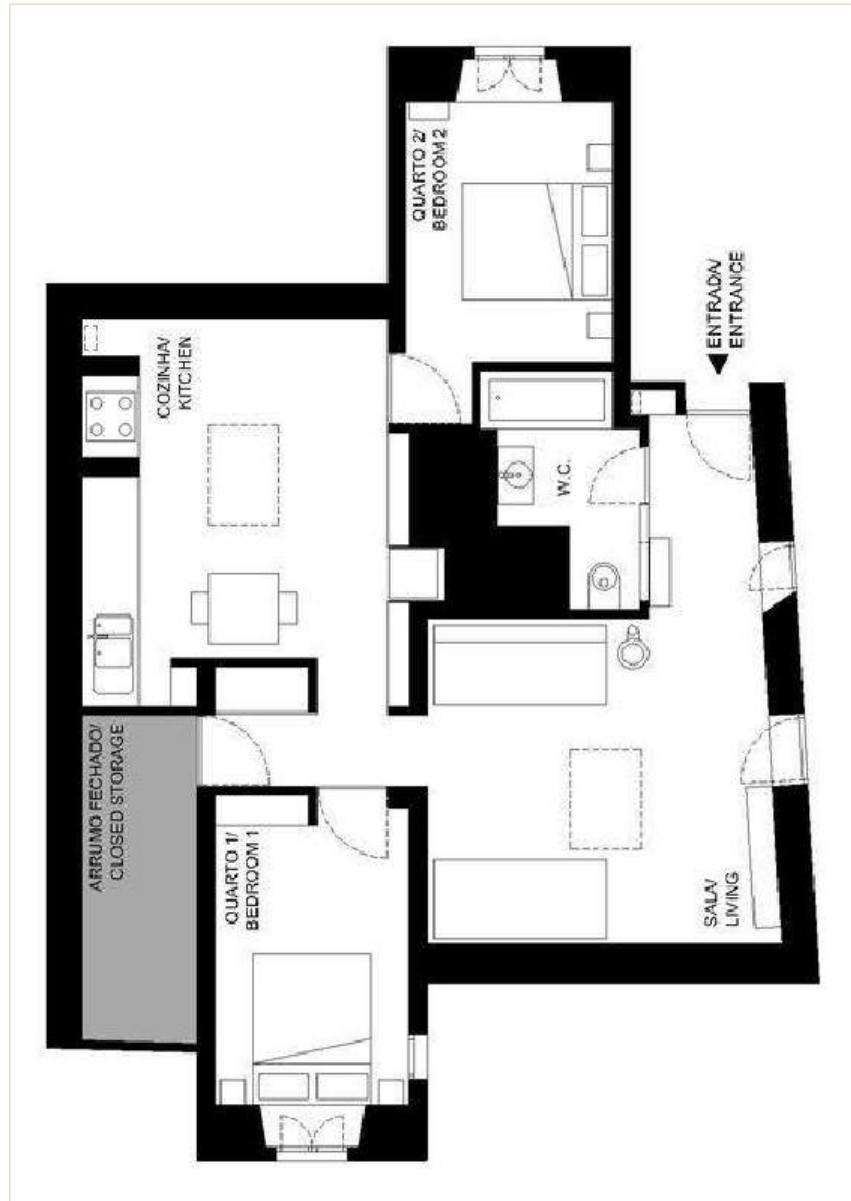 QUARTO 2/
BEDROOM 2
ENTRADA/
ENTRANCE
COZINHA/
KITCHEN
W.C.
ARRUMO FECHADO/
CLOSED STORAGE
QUARTO 1/
BEDROOM 1
SALA/
LIVING